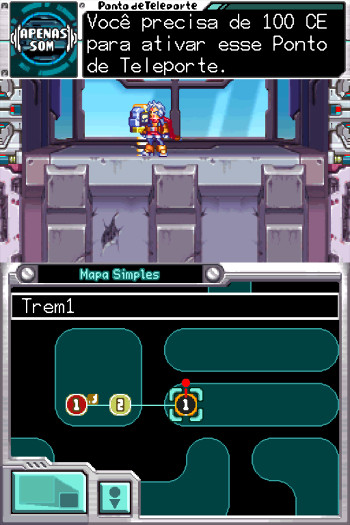 Ponto de Teleporte
APENAS
SOM
Você precisa de 100 CE
para ativar esse Ponto
de Teleporte.
Mapa Simples
Trem1
1 2 1